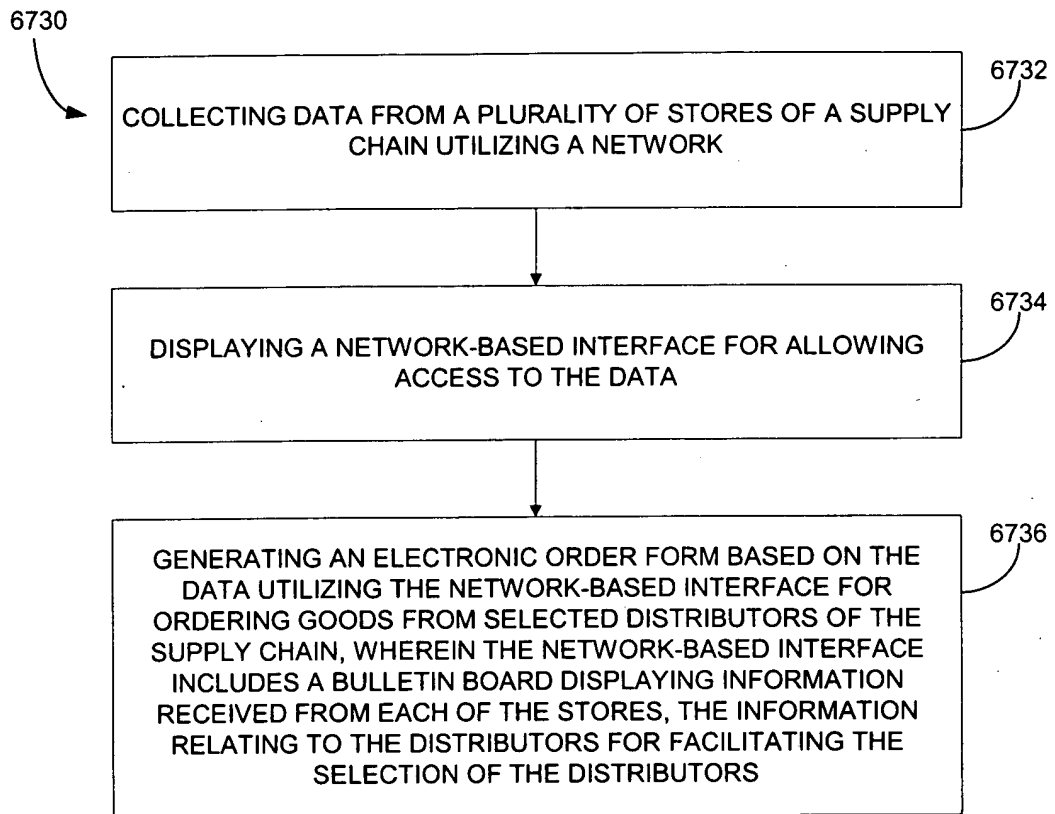 6730
6732
COLLECTING DATA FROM A PLURALITY OF STORES OF A SUPPLY
CHAIN UTILIZING A NETWORK
6734
DISPLAYING A NETWORK-BASED INTERFACE FOR ALLOWING
ACCESS TO THE DATA
6736
GENERATING AN ELECTRONIC ORDER FORM BASED ON THE
DATA UTILIZING THE NETWORK-BASED INTERFACE FOR
ORDERING GOODS FROM SELECTED DISTRIBUTORS OF THE
SUPPLY CHAIN, WHEREIN THE NETWORK-BASED INTERFACE
INCLUDES A BULLETIN BOARD DISPLAYING INFORMATION
RECEIVED FROM EACH OF THE STORES, THE INFORMATION
RELATING TO THE DISTRIBUTORS FOR FACILITATING THE
SELECTION OF THE DISTRIBUTORS